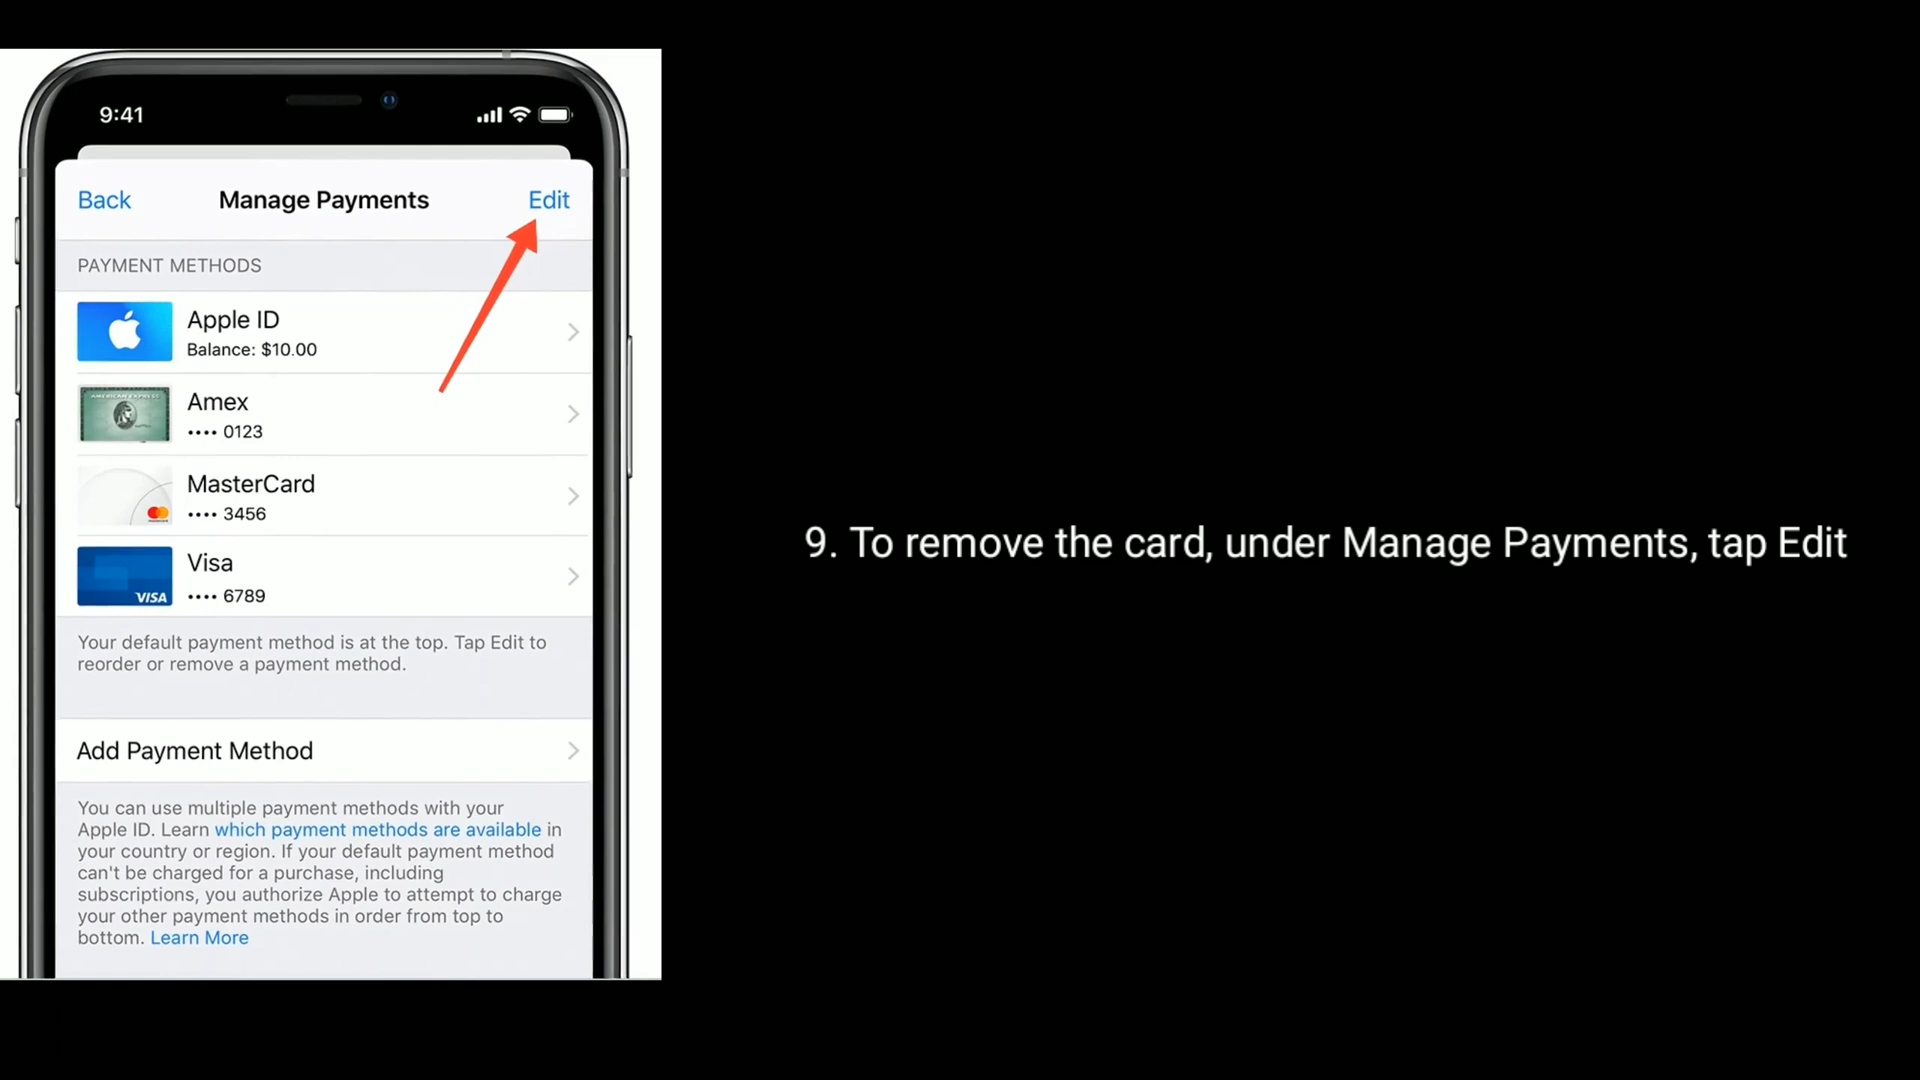 9:41
Back
Manage Payments
Edit
PAYMENT METHODS
Apple ID
Balance: $10.00
AMERICAN EXPRESS
Amex
•••• 0123
MasterCard
•••• 3456
VISA
Visa
•••• 6789
Your default payment method is at the top. Tap Edit to
reorder or remove a payment method.
Add Payment Method
You can use multiple payment methods with your
Apple ID. Learn which payment methods are available in
your country or region. If your default payment method
can't be charged for a purchase, including
subscriptions, you authorize Apple to attempt to charge
your other payment methods in order from top to
bottom. Learn More
9. To remove the card, under Manage Payments, tap Edit